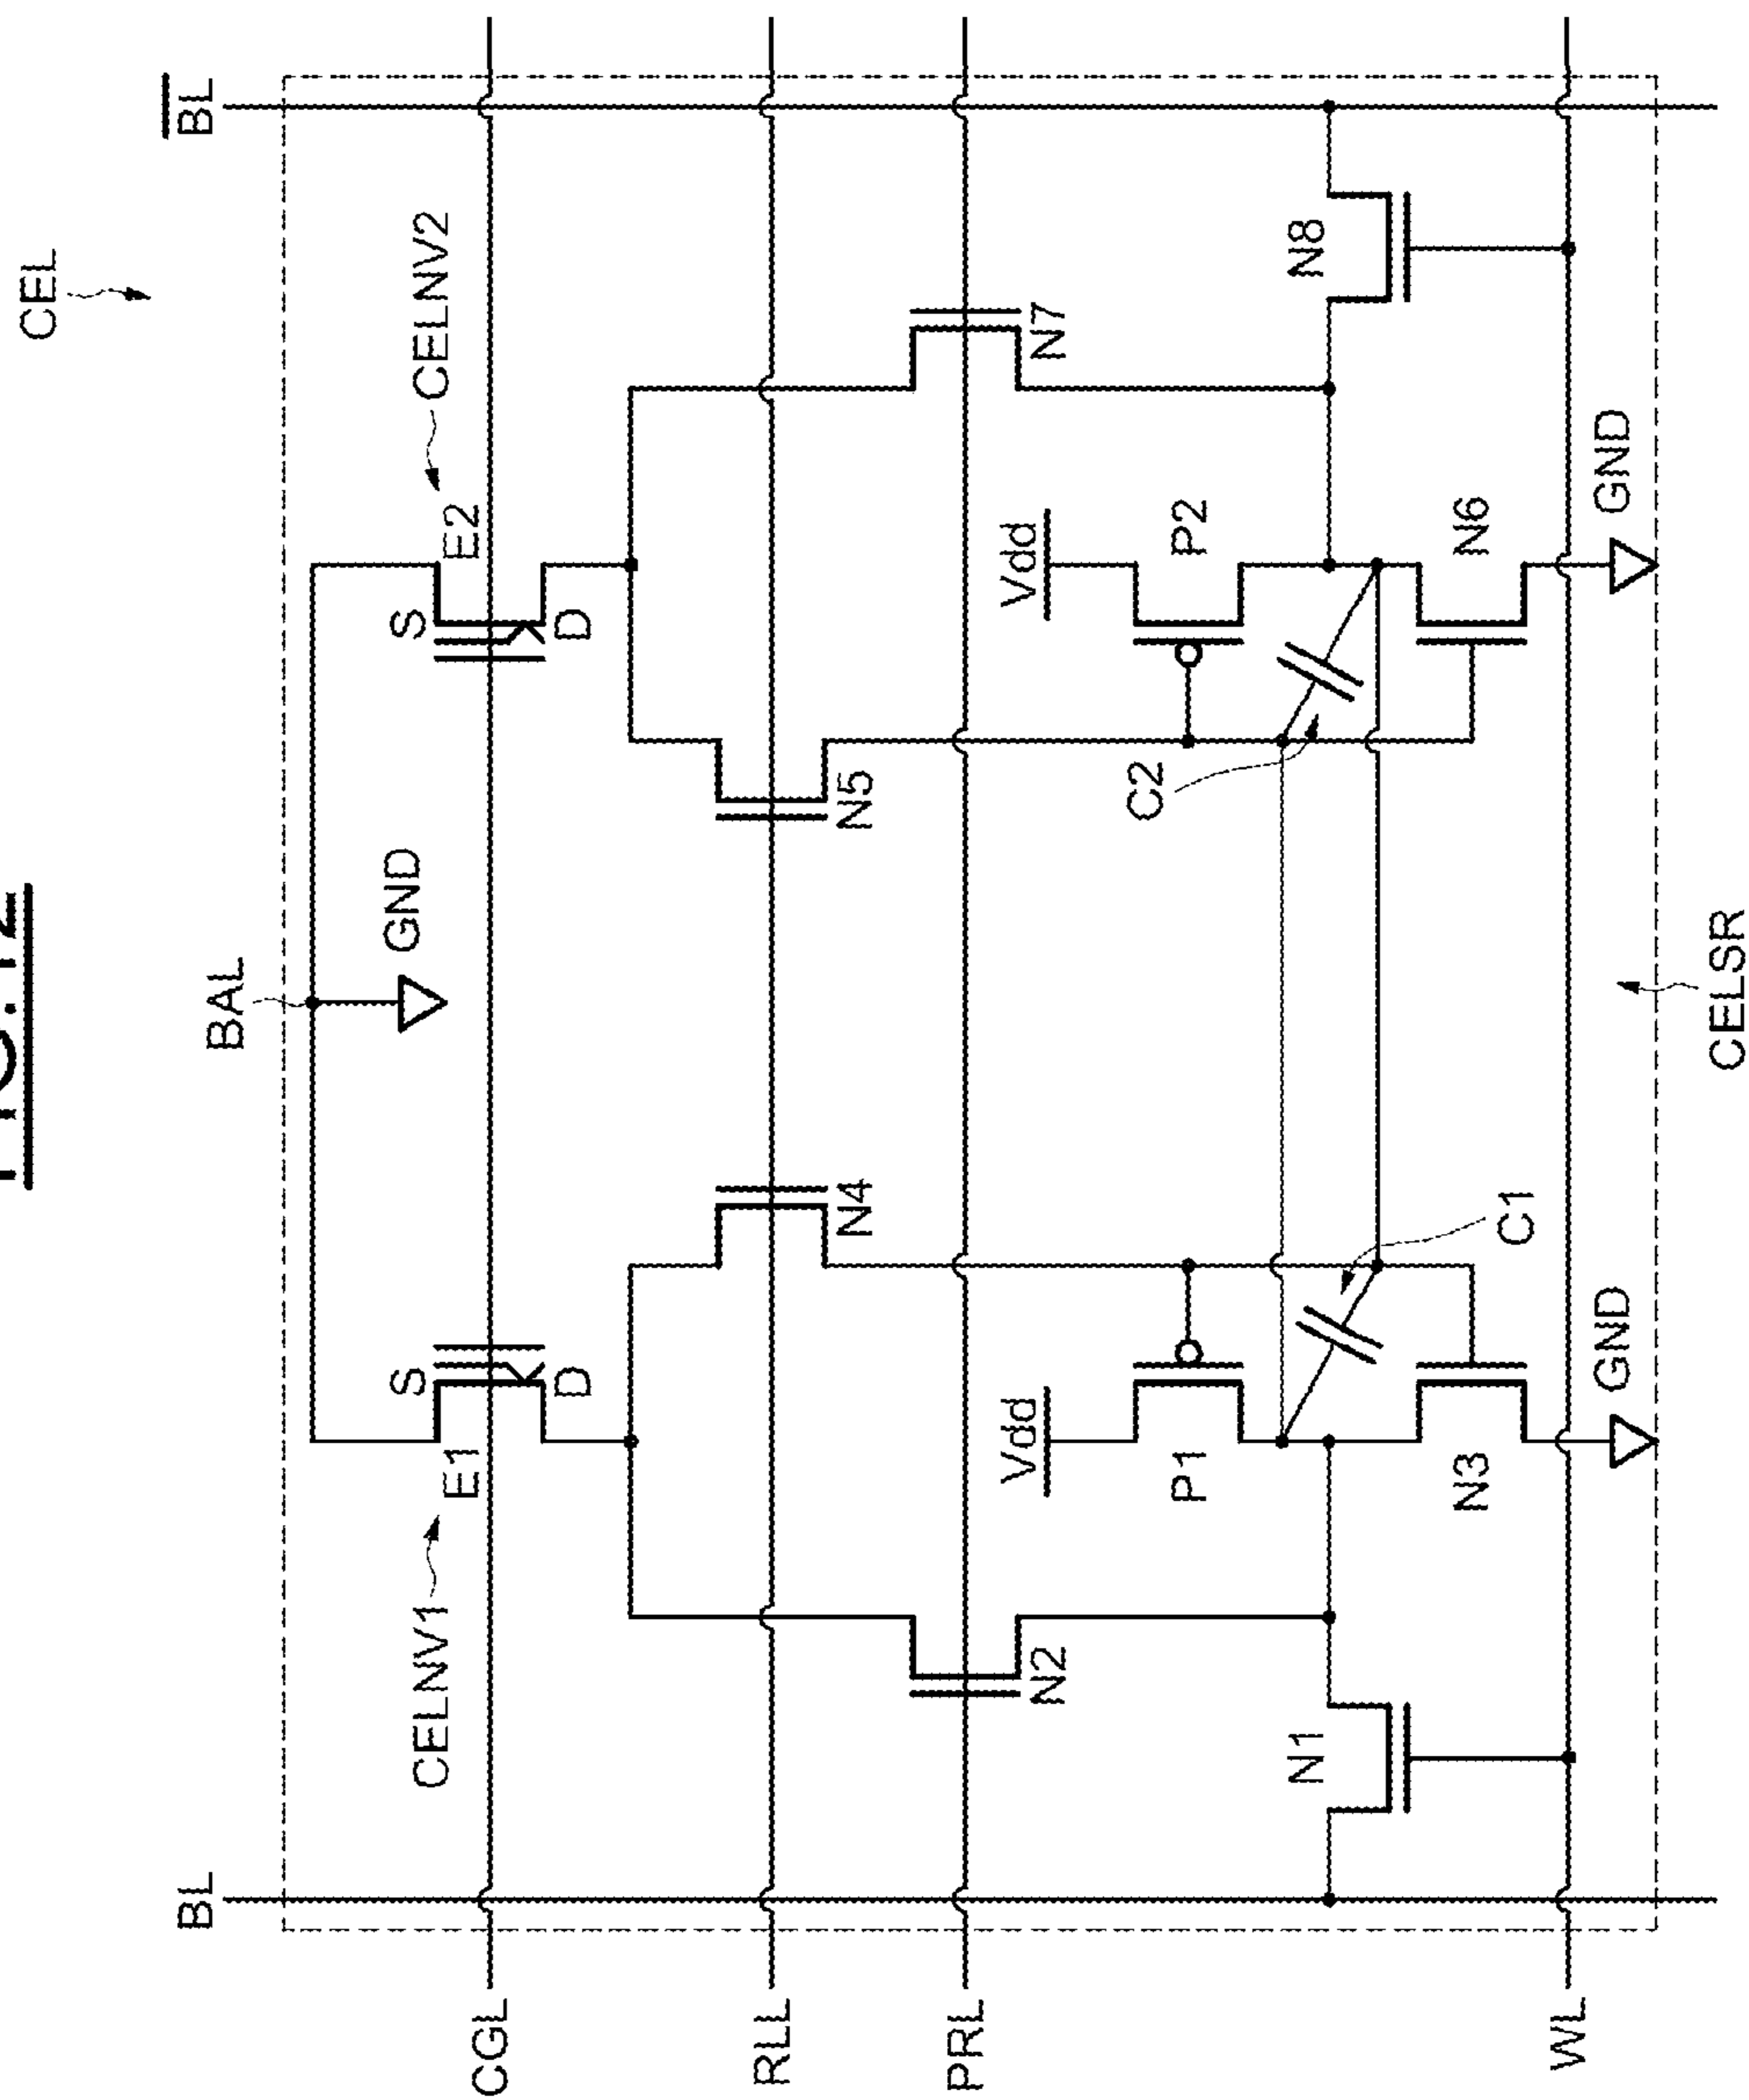 CEL
BL
BL
BAL
GND
CELNV1
CELNV2
E1
S
D
S
E2
D
CGL
N4
N5
RLL
N2
N7
PRL
Vdd
Vdd
P1
P2
C2
N1
N8
C1
N3
N6
WL
GND
GND
CELSR